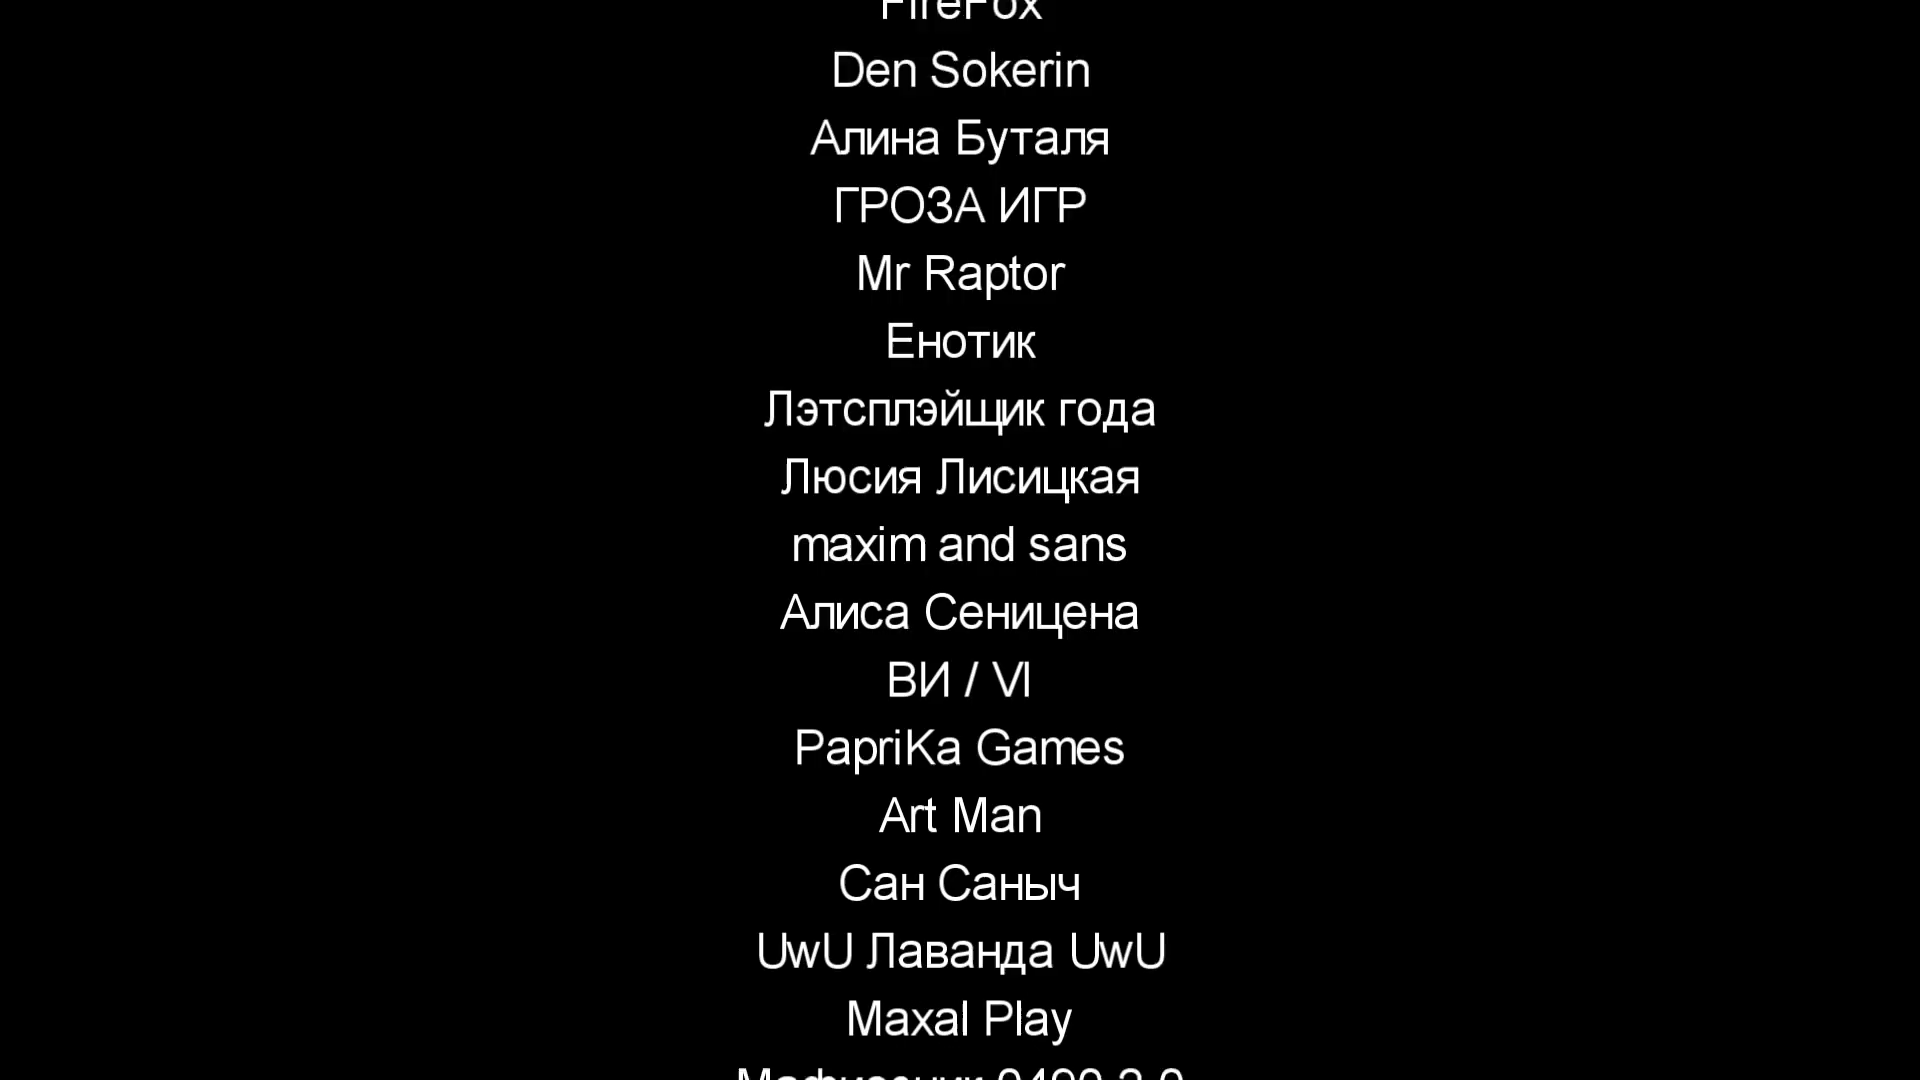 FireFox
Den Sokerin
Алина Буталя
ГРОЗА ИГР
Mr Raptor
Енотик
Лэтсплэйщик года
Люсия Лисицкая
maxim and sans
Алиса Сеницена
ВИ / VI
PapriKa Games
Art Man
Сан Саныч
UwU Лаванда UwU
Maxal Play